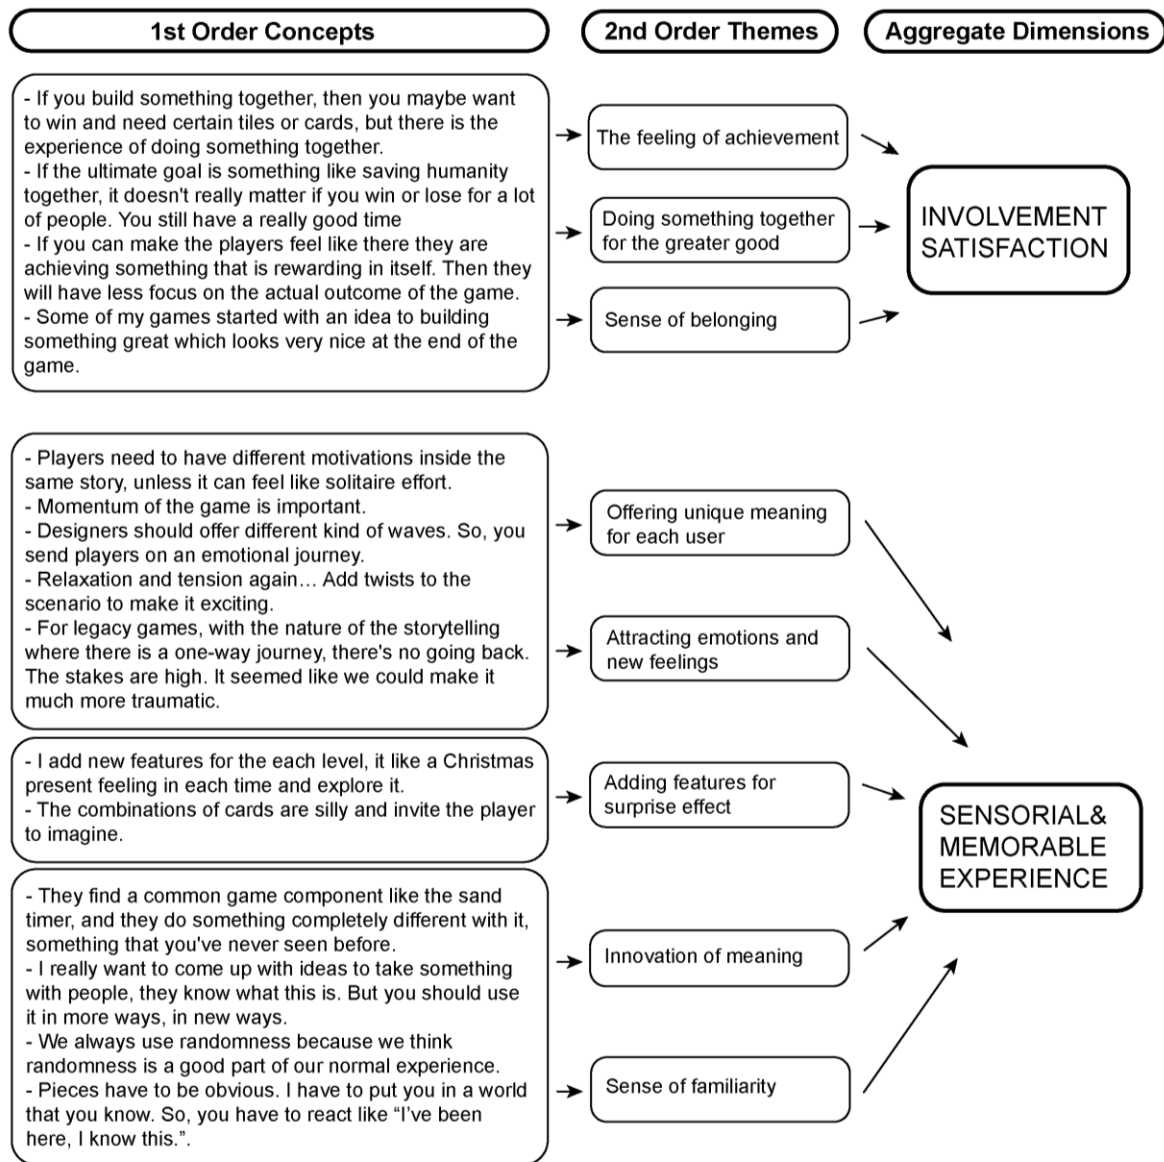 1st Order Concepts
2nd Order Themes
Aggregate Dimensions
- If you build something together, then you maybe want
to win and need certain tiles or cards, but there is the
experience of doing something together.
- If the ultimate goal is something like saving humanity
together, it doesn't really matter if you win or lose for a lot
of people. You still have a really good time
- If you can make the players feel like there they are
achieving something that is rewarding in itself. Then they
will have less focus on the actual outcome of the game.
- Some of my games started with an idea to building
something great which looks very nice at the end of the
game.
The feeling of achievement
Doing something together
for the greater good
Sense of belonging
INVOLVEMENT
SATISFACTION
- Players need to have different motivations inside the
same story, unless it can feel like solitaire effort.
- Momentum of the game is important.
- Designers should offer different kind of waves. So, you
send players on an emotional journey.
- Relaxation and tension again… Add twists to the
scenario to make it exciting.
- For legacy games, with the nature of the storytelling
where there is a one-way journey, there's no going back.
The stakes are high. It seemed like we could make it
much more traumatic.
Offering unique meaning
for each user
Attracting emotions and
new feelings
- I add new features for the each level, it like a Christmas
present feeling in each time and explore it.
- The combinations of cards are silly and invite the player
to imagine.
Adding features for
surprise effect
- They find a common game component like the sand
timer, and they do something completely different with it,
something that you've never seen before.
- I really want to come up with ideas to take something
with people, they know what this is. But you should use
it in more ways, in new ways.
- We always use randomness because we think
randomness is a good part of our normal experience.
- Pieces have to be obvious. I have to put you in a world
that you know. So, you have to react like “I've been
here, I know this.”.
Innovation of meaning
Sense of familiarity
SENSORIAL&
MEMORABLE
EXPERIENCE